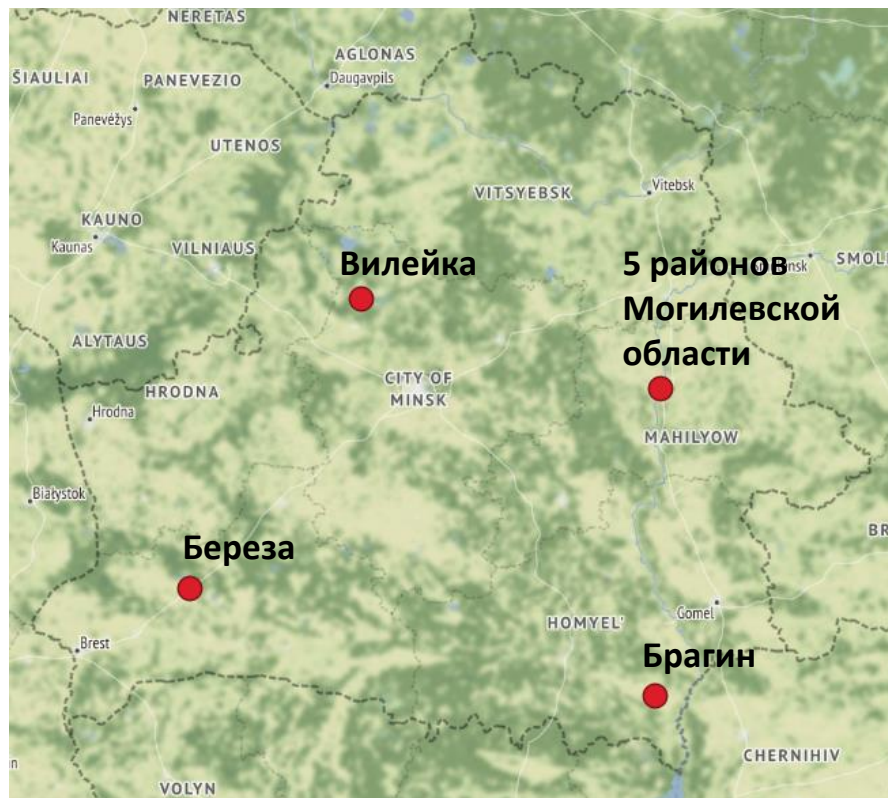 NERETAS
AGLONAS
ŠIAULIAI
PANEVEZIO
Daugavpils
Panevėžys
UTENOS
VITSYEBSK
Vitebsk
KAUNO
Kaunas
VILNIAUS
Вилейка
5 районов
Могилевской
области
SMOL
nsk
ALYTAUS
HRODNA
Hrodna
CITY OF
MINSK
MAHILYOW
Białystok
BR
Береза
HOMYEL'
Gomel
Brest
Брагин
CHERNIHIV
n
VOLYN